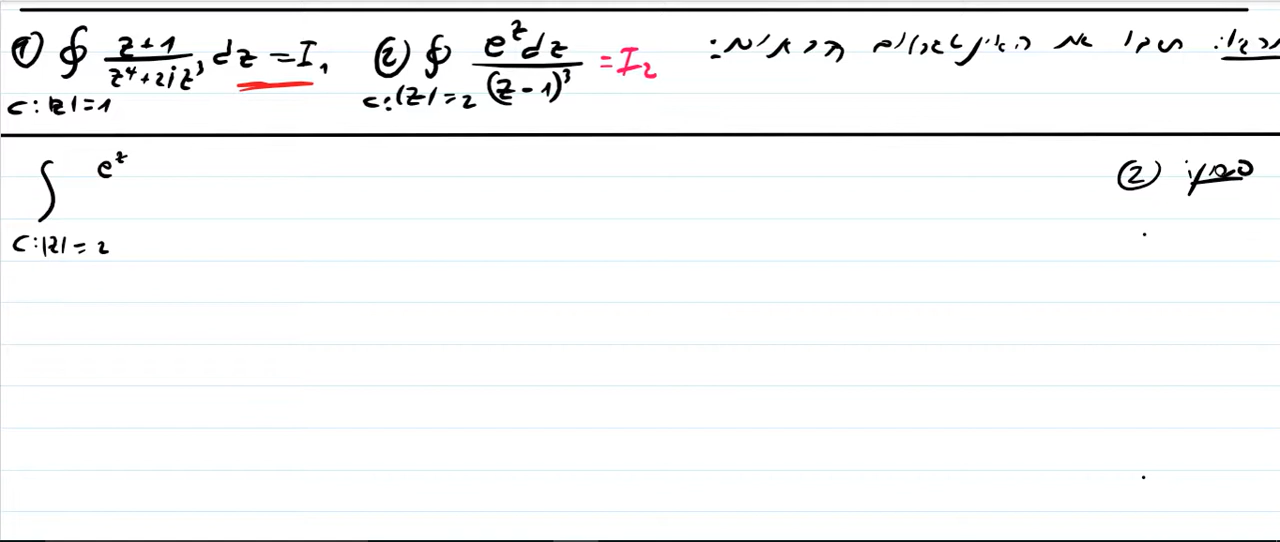 תרגיל: חשבו את האינטגרלים הבאים: ① ∮_{C:|z|=1} (z+1)/(z⁴+2iz³) dz = I₁ ② ∮_{C:|z|=2} e^z dz/(z-1)³ = I₂
פתרון ②
∫_{C:|z|=2} e^z